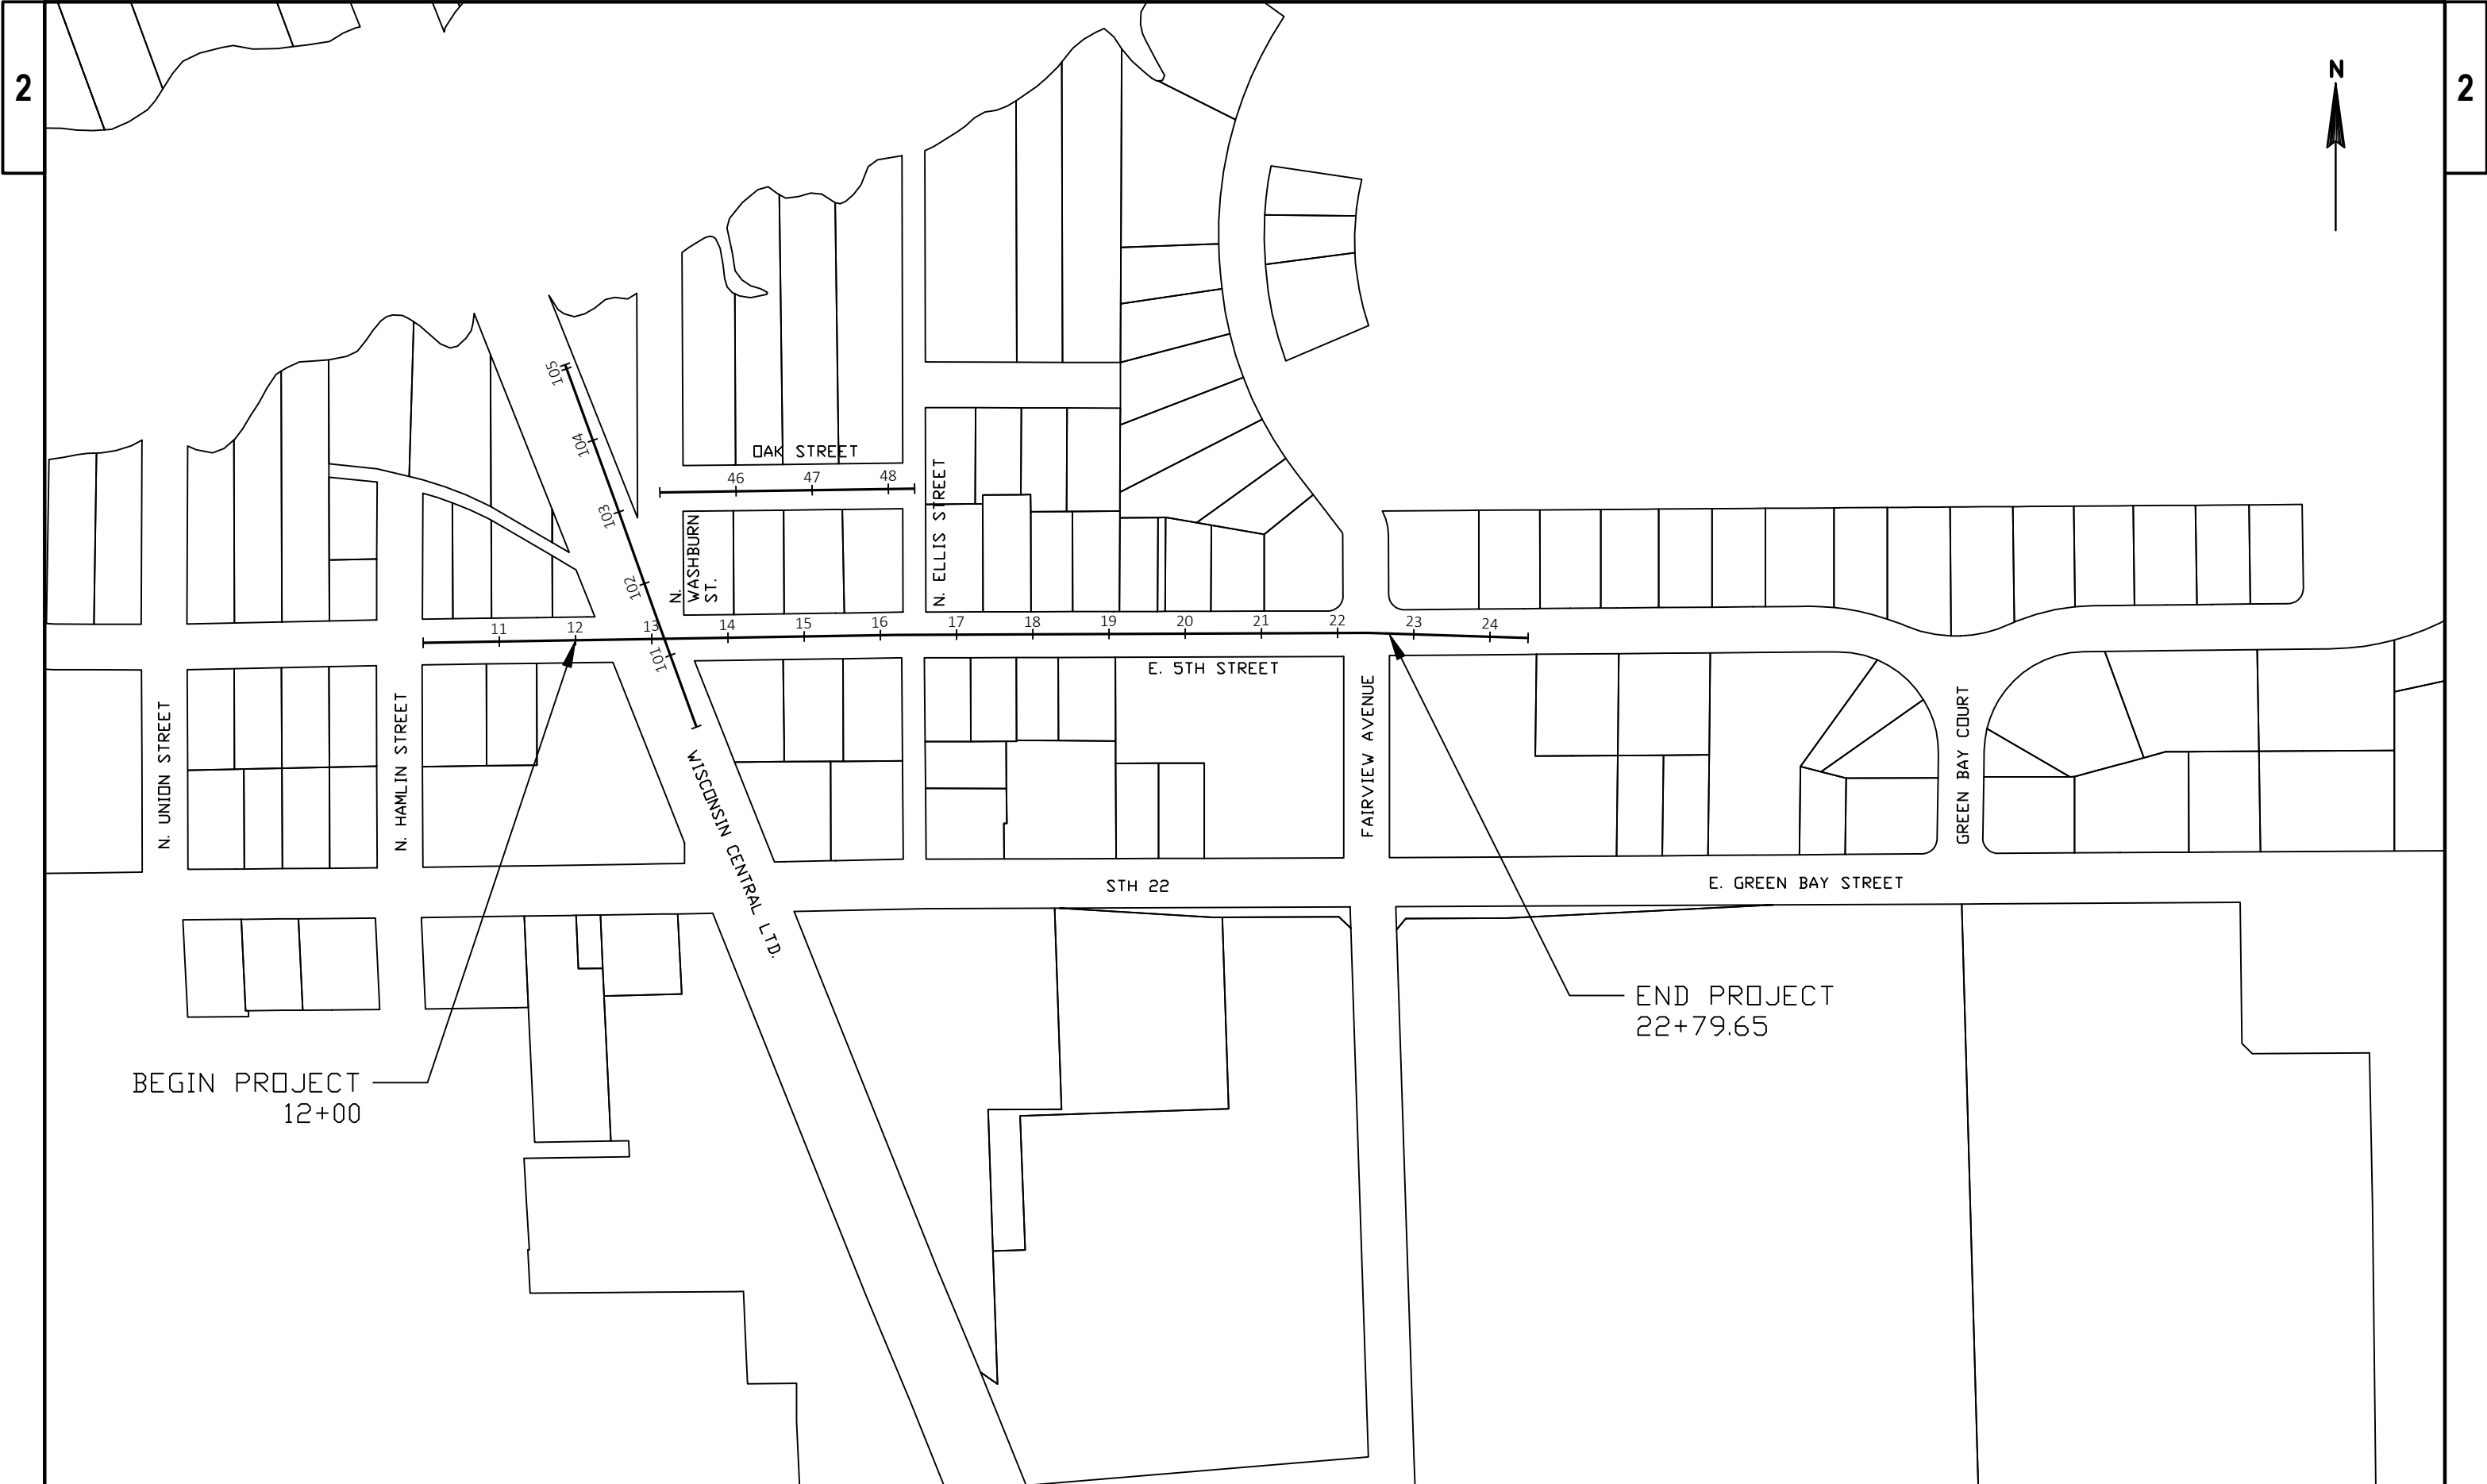 2
2
N
105
104
103
102
101
OAK STREET
46
47
48
N. ELLIS STREET
N.
WASHBURN
ST.
11
12
13
14
15
16
17
18
19
20
21
22
23
24
E. 5TH STREET
N. UNION STREET
N. HAMLIN STREET
WISCONSIN CENTRAL LTD.
FAIRVIEW AVENUE
GREEN BAY COURT
STH 22
E. GREEN BAY STREET
END PROJECT
22+79.65
BEGIN PROJECT
12+00